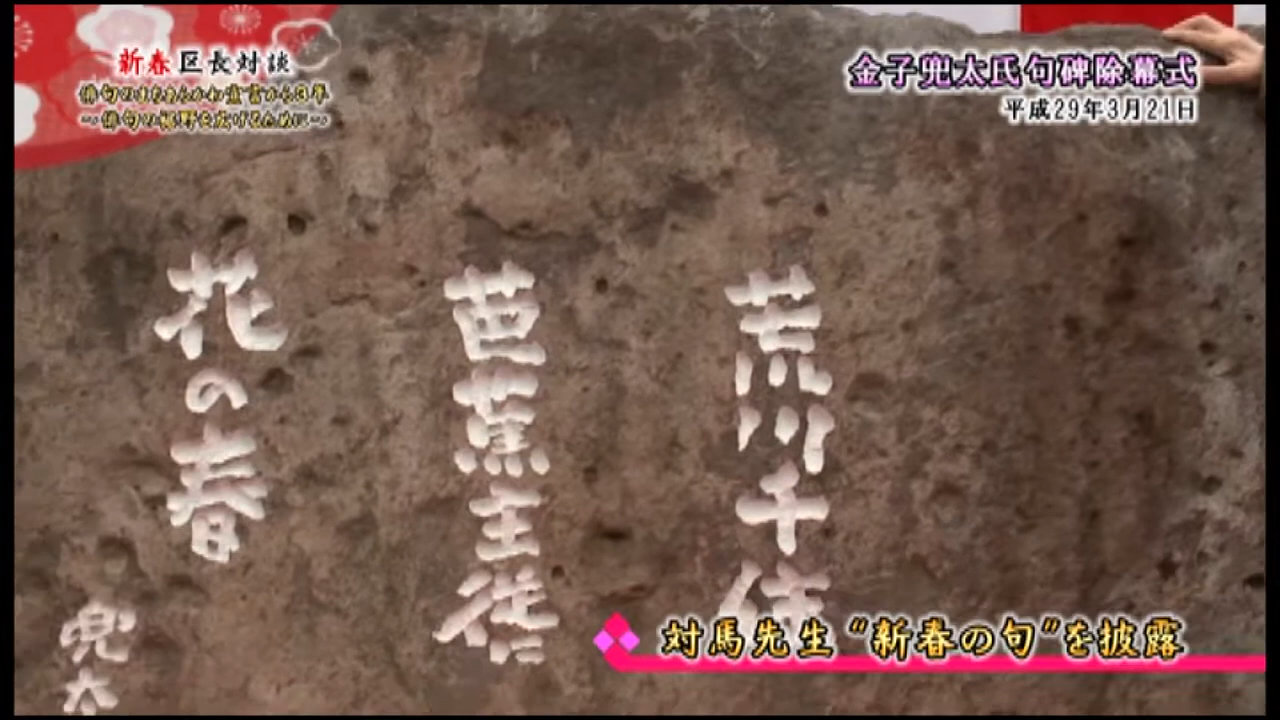 新春区長対談
俳句のまちあらかわ宣言から3年
～俳句の裾野を広げるために～
金子兜太氏句碑除幕式
平成29年3月21日
荒川千住
芭蕉主従に
花の春
兜太
対馬先生“新春の句”を披露